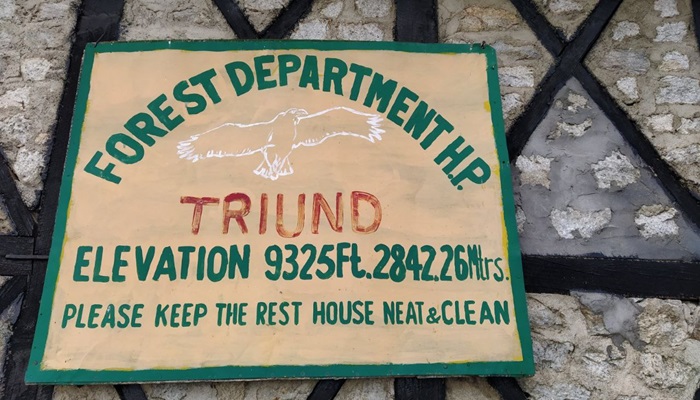 FOREST DEPARTMENT H.P.
TRIUND
ELEVATION 9325Ft. 2842.26Mtrs.
PLEASE KEEP THE REST HOUSE NEAT & CLEAN